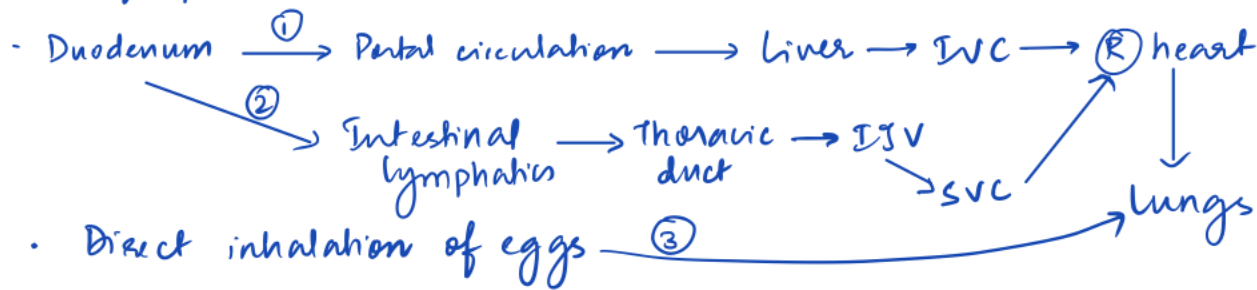 · Duodenum ① → Portal circulation → Liver → IVC → Ⓡ heart
② → Intestinal lymphatics → Thoracic duct → IJV → SVC
Lungs
· Direct inhalation of eggs ③ →